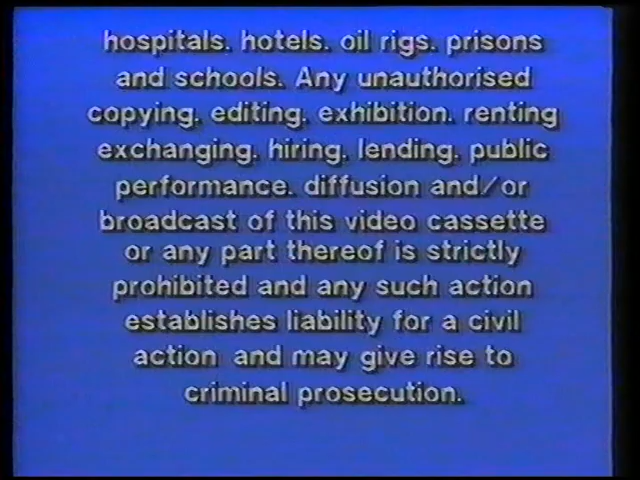 hospitals, hotels, oil rigs, prisons
and schools. Any unauthorised
copying, editing, exhibition, renting
exchanging, hiring, lending, public
performance, diffusion and/or
broadcast of this video cassette
or any part thereof is strictly
prohibited and any such action
establishes liability for a civil
action and may give rise to
criminal prosecution.